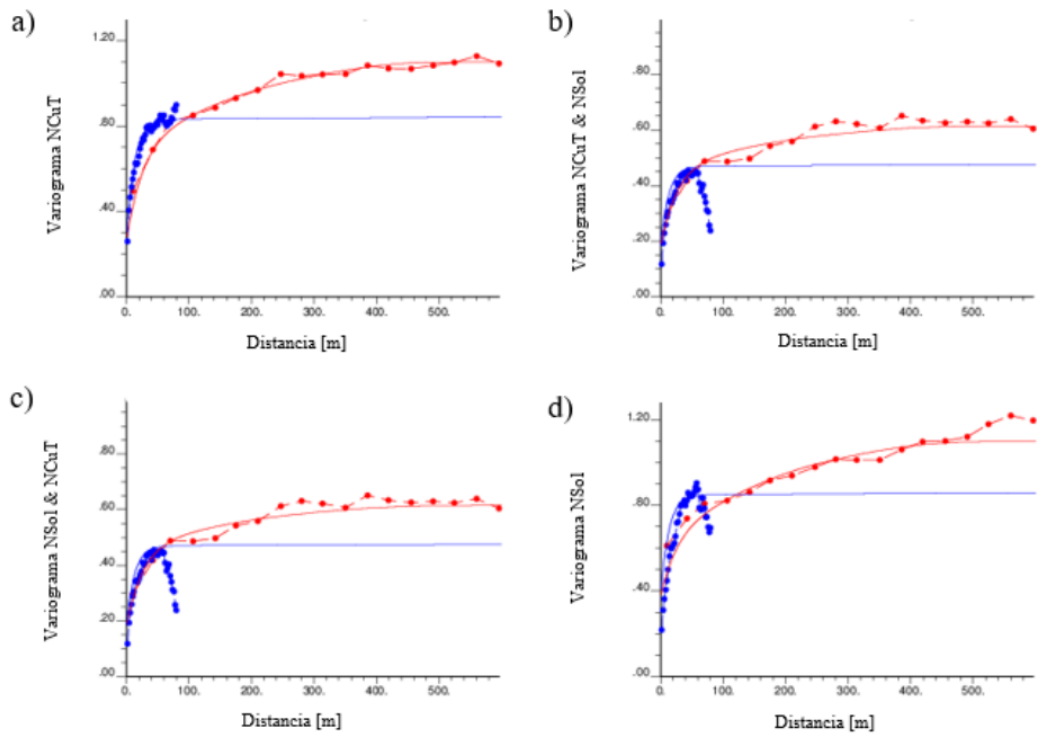 a)
Variograma NCuT
1.20
.80
.40
.00
0. 100. 200. 300. 400. 500.
Distancia [m]
b)
Variograma NCuT & NSol
.80
.60
.40
.20
.00
0. 100. 200. 300. 400. 500.
Distancia [m]
c)
Variograma NSol & NCuT
.80
.60
.40
.20
.00
0. 100. 200. 300. 400. 500.
Distancia [m]
d)
Variograma NSol
1.20
.80
.40
.00
0. 100. 200. 300. 400. 500.
Distancia [m]